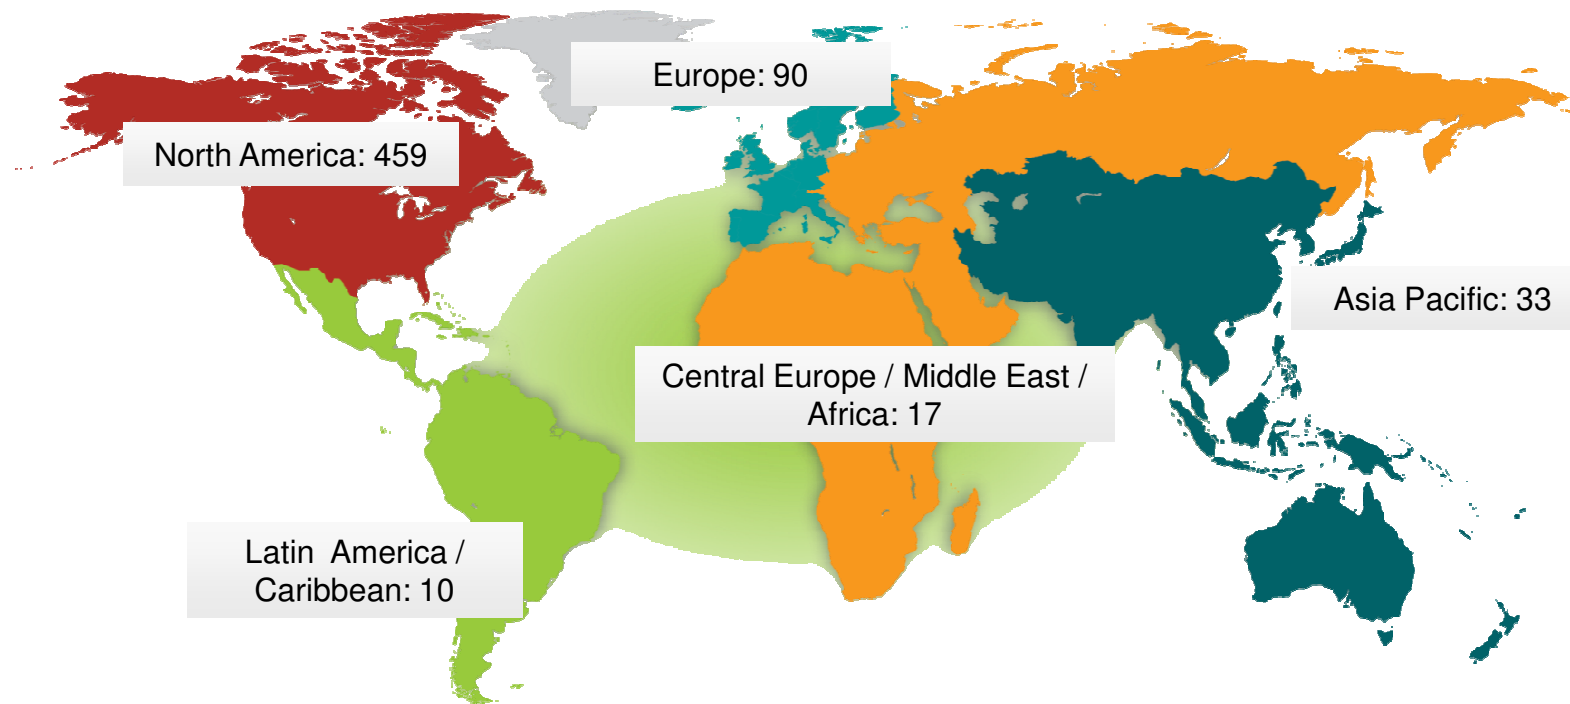 Europe: 90
North America: 459
Asia Pacific: 33
Central Europe / Middle East /
Africa: 17
Latin America /
Caribbean: 10